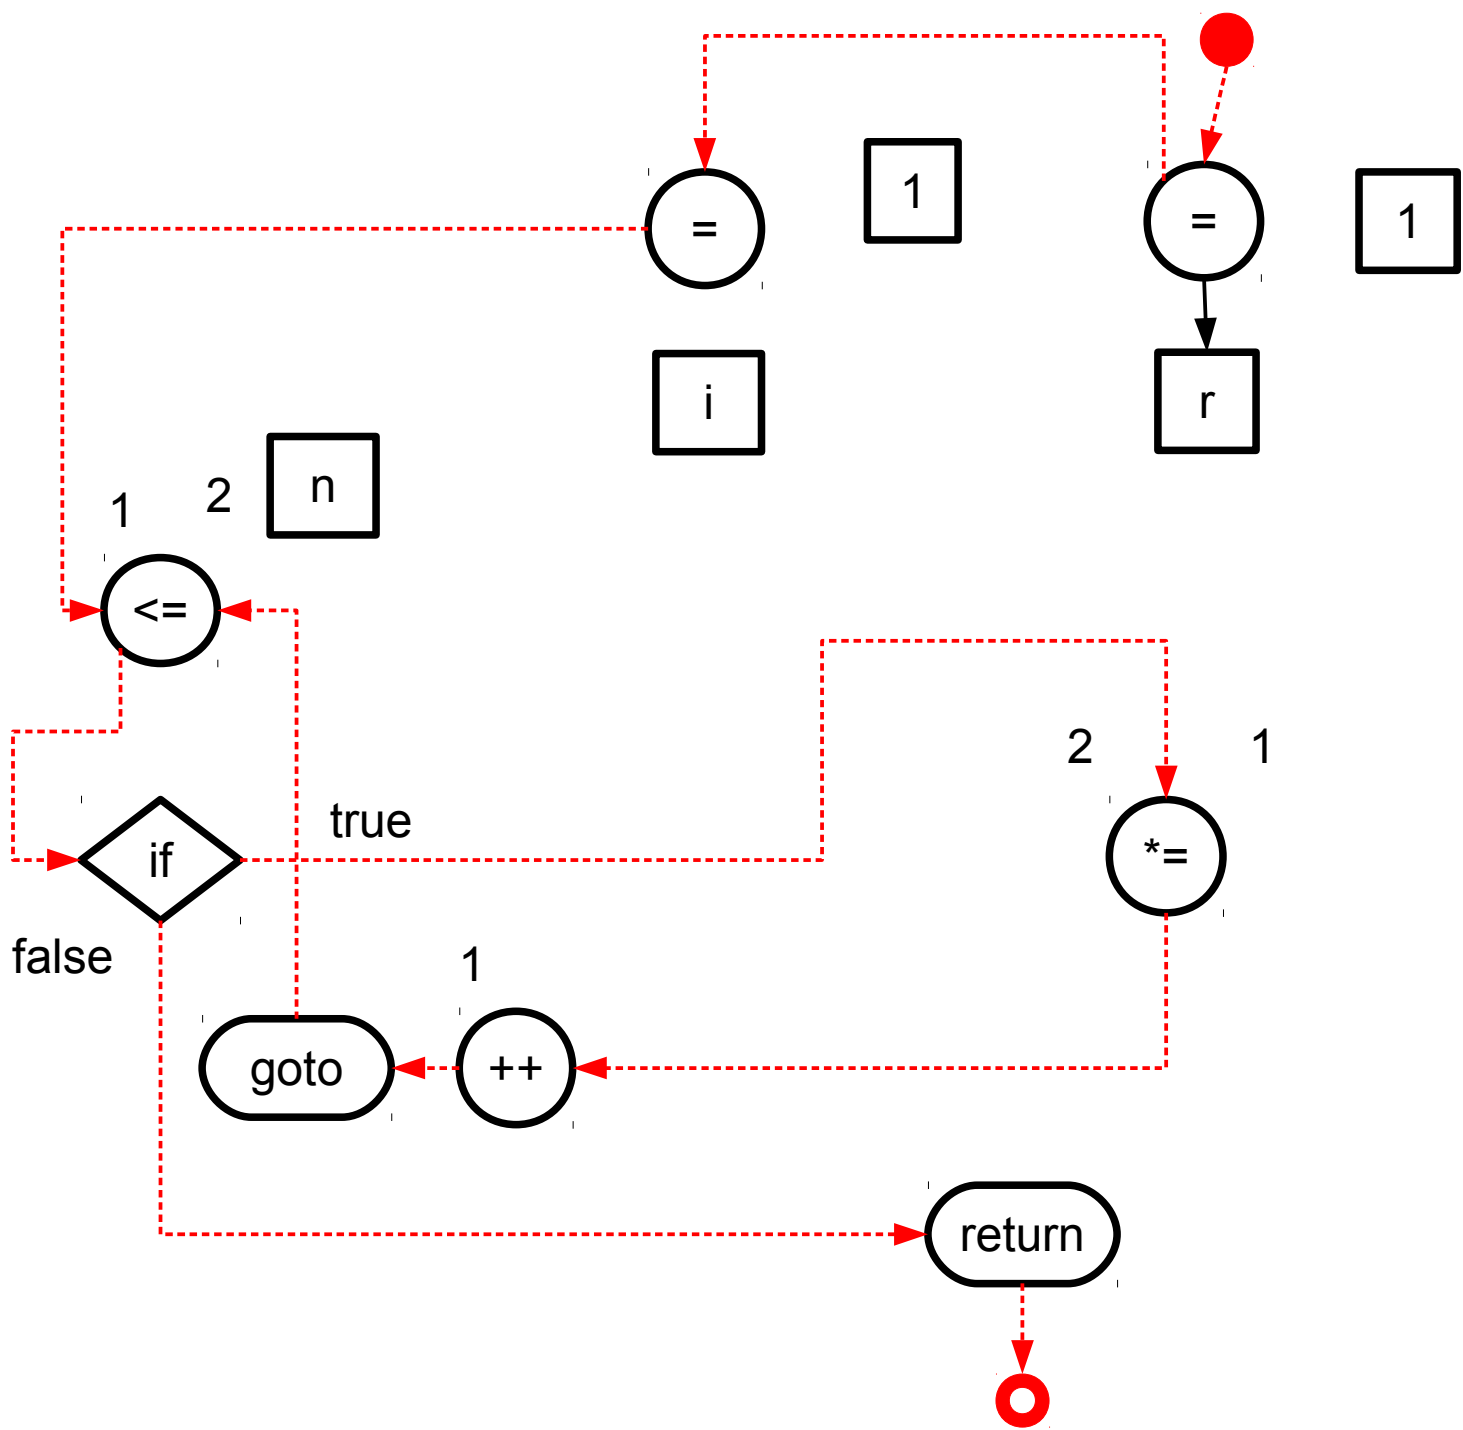 1
=
=
1
i
r
n
1
2
<=
2
1
true
if
*=
false
1
goto
++
return